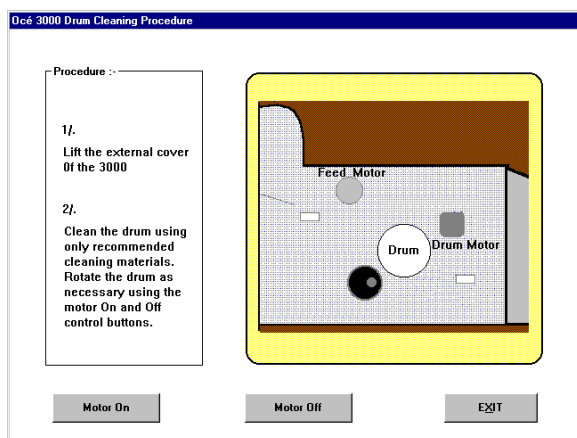 Océ 3000 Drum Cleaning Procedure
Procedure :-
1/.
Lift the external cover
0f the 3000
2/.
Clean the drum using
only recommended
cleaning materials.
Rotate the drum as
necessary using the
motor On and Off
control buttons.
Feed Motor
Drum
Drum Motor
Motor On
Motor Off
EXIT